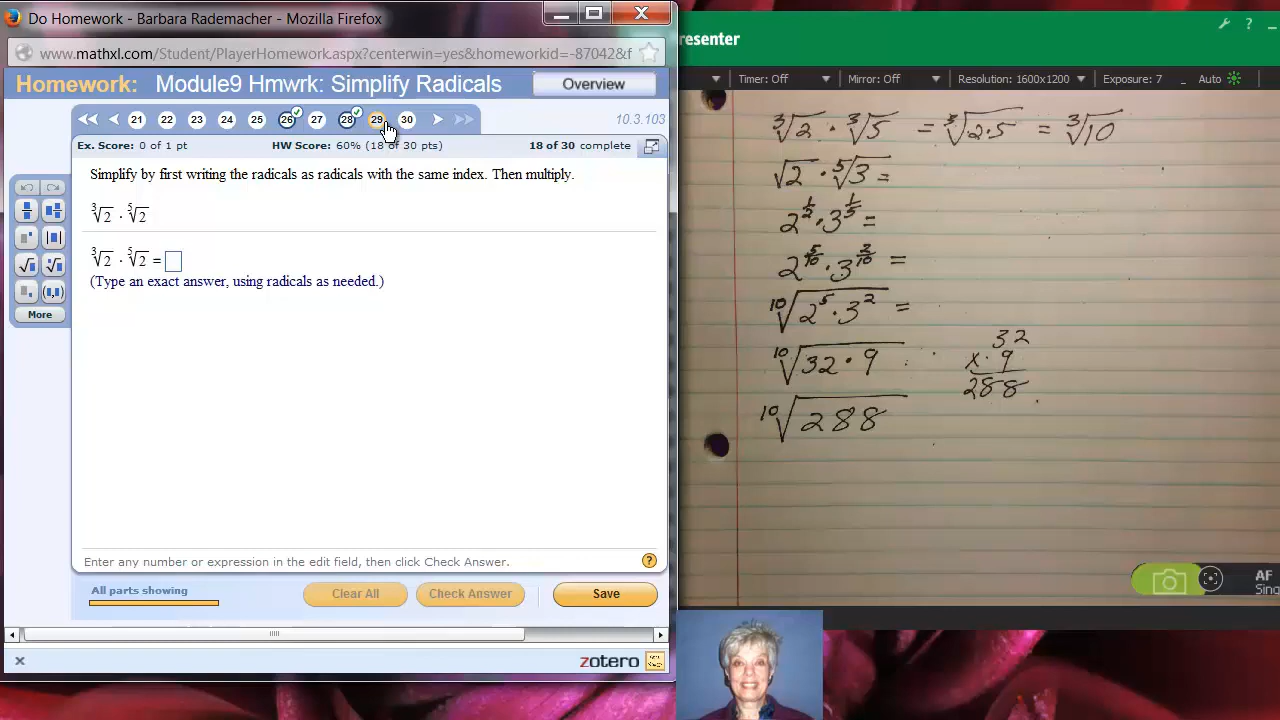 Do Homework - Barbara Rademacher - Mozilla Firefox
www.mathxl.com/Student/PlayerHomework.aspx?centerwin=yes&homeworkid=-87042&f
Homework: Module9 Hmwrk: Simplify Radicals Overview
21 22 23 24 25 26 27 28 29 30 10.3.103
Ex. Score: 0 of 1 pt HW Score: 60% (18 of 30 pts) 18 of 30 complete
Simplify by first writing the radicals as radicals with the same index. Then multiply.
∛2 · ⁵√2
∛2 · ⁵√2 =
(Type an exact answer, using radicals as needed.)
More
Enter any number or expression in the edit field, then click Check Answer.
All parts showing
Clear All Check Answer Save
zotero
resenter
Timer: Off Mirror: Off Resolution: 1600x1200 Exposure: 7 Auto
∛2 · ∛5 = ∛2·5 = ∛10
√2 · ⁵√3 =
2^1/2 · 3^1/5 =
2^5/10 · 3^2/10 =
¹⁰√2⁵ · 3² =
¹⁰√32 · 9
¹⁰√288
32
x 9
288
AF
Sing